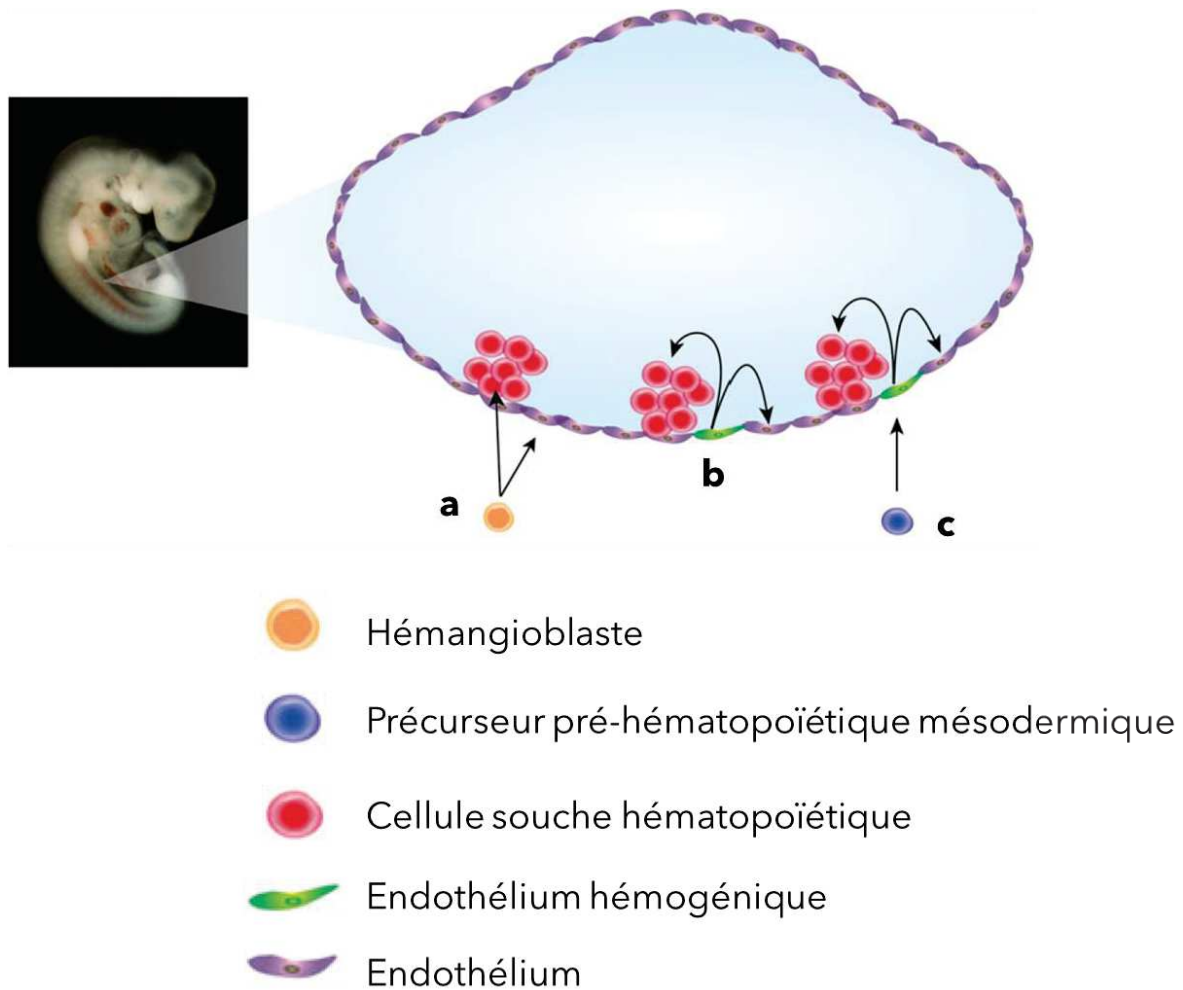 a
b
c
Hémangioblaste
Précurseur pré-hématopoïétique mésodermique
Cellule souche hématopoïétique
Endothélium hémogénique
Endothélium